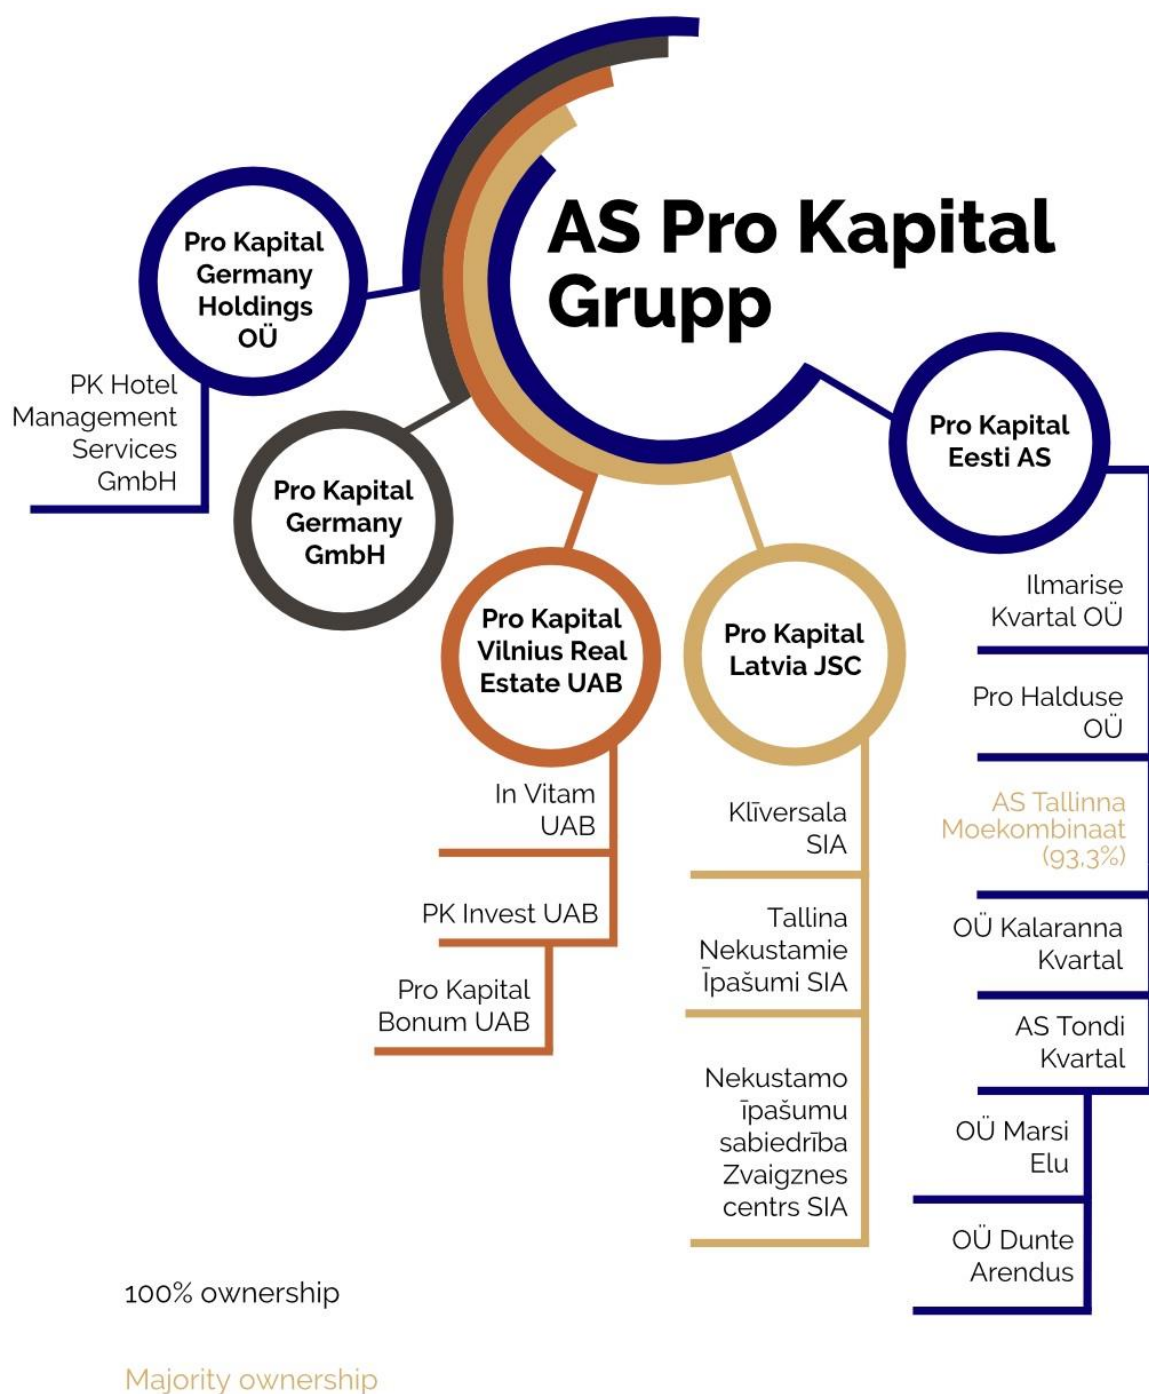 AS Pro Kapital
Grupp
Pro Kapital
Germany
Holdings
OÜ
PK Hotel
Management
Services
GmbH
Pro Kapital
Germany
GmbH
Pro Kapital
Vilnius Real
Estate UAB
In Vitam
UAB
PK Invest UAB
Pro Kapital
Bonum UAB
Pro Kapital
Latvia JSC
Klīversala
SIA
Tallina
Nekustamie
Īpašumi SIA
Nekustamo
īpašumu
sabiedrība
Zvaigznes
centrs SIA
Pro Kapital
Eesti AS
Ilmarise
Kvartal OÜ
Pro Halduse
OÜ
AS Tallinna
Moekombinaat
(93,3%)
OÜ Kalaranna
Kvartal
AS Tondi
Kvartal
OÜ Marsi
Elu
OÜ Dunte
Arendus
100% ownership
Majority ownership